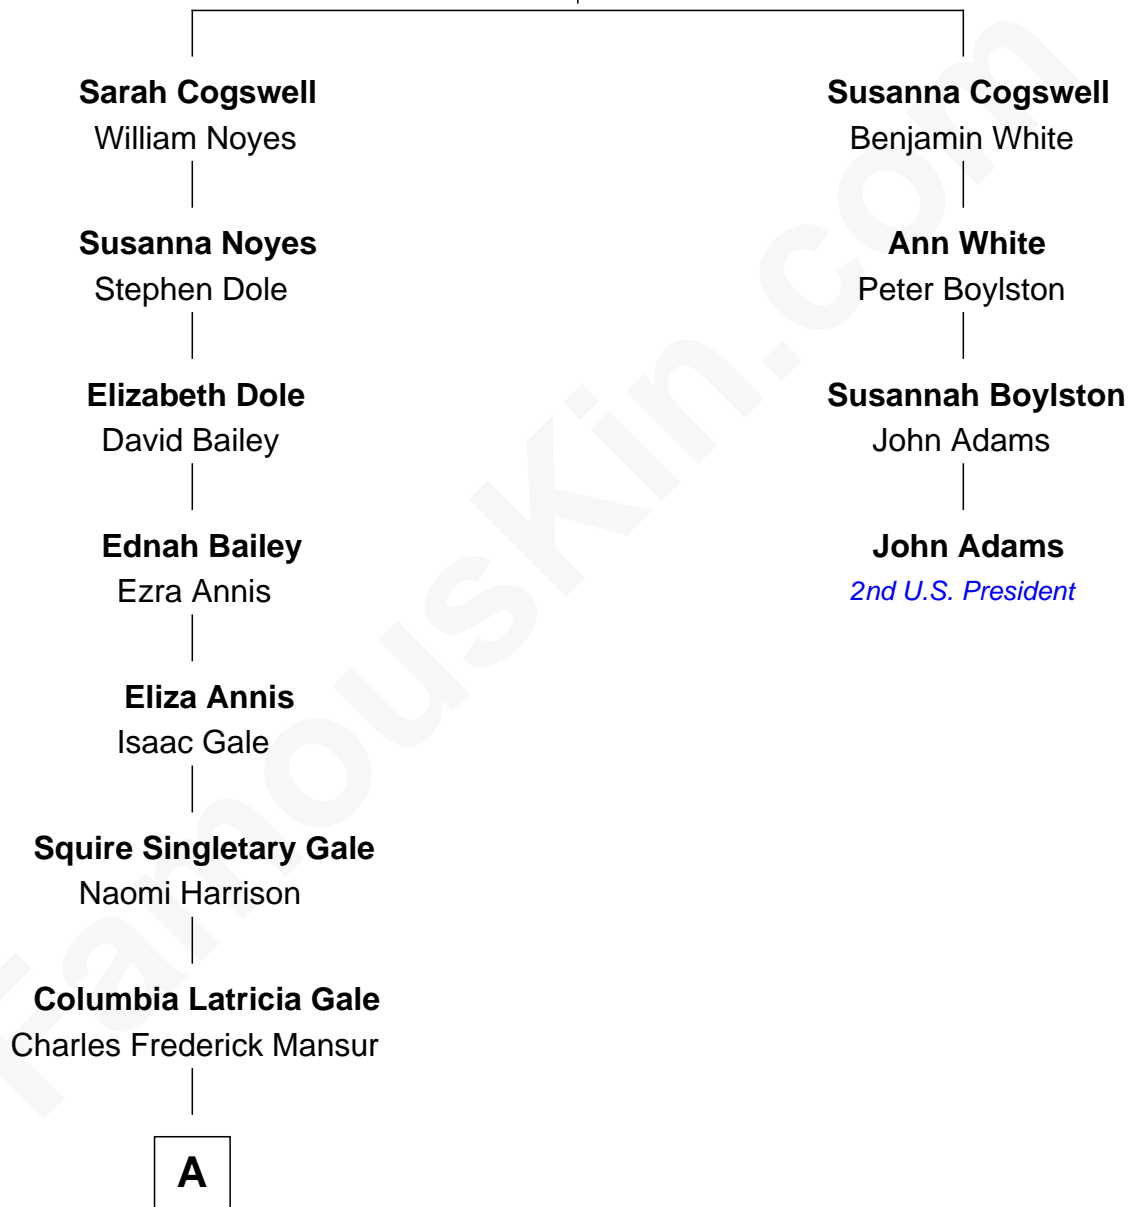 Sarah Cogswell
William Noyes
Susanna Cogswell
Benjamin White
Susanna Noyes
Stephen Dole
Ann White
Peter Boylston
Elizabeth Dole
David Bailey
Susannah Boylston
John Adams
Ednah Bailey
Ezra Annis
John Adams
2nd U.S. President
Eliza Annis
Isaac Gale
Squire Singletary Gale
Naomi Harrison
Columbia Latricia Gale
Charles Frederick Mansur
A
FamousKin.com